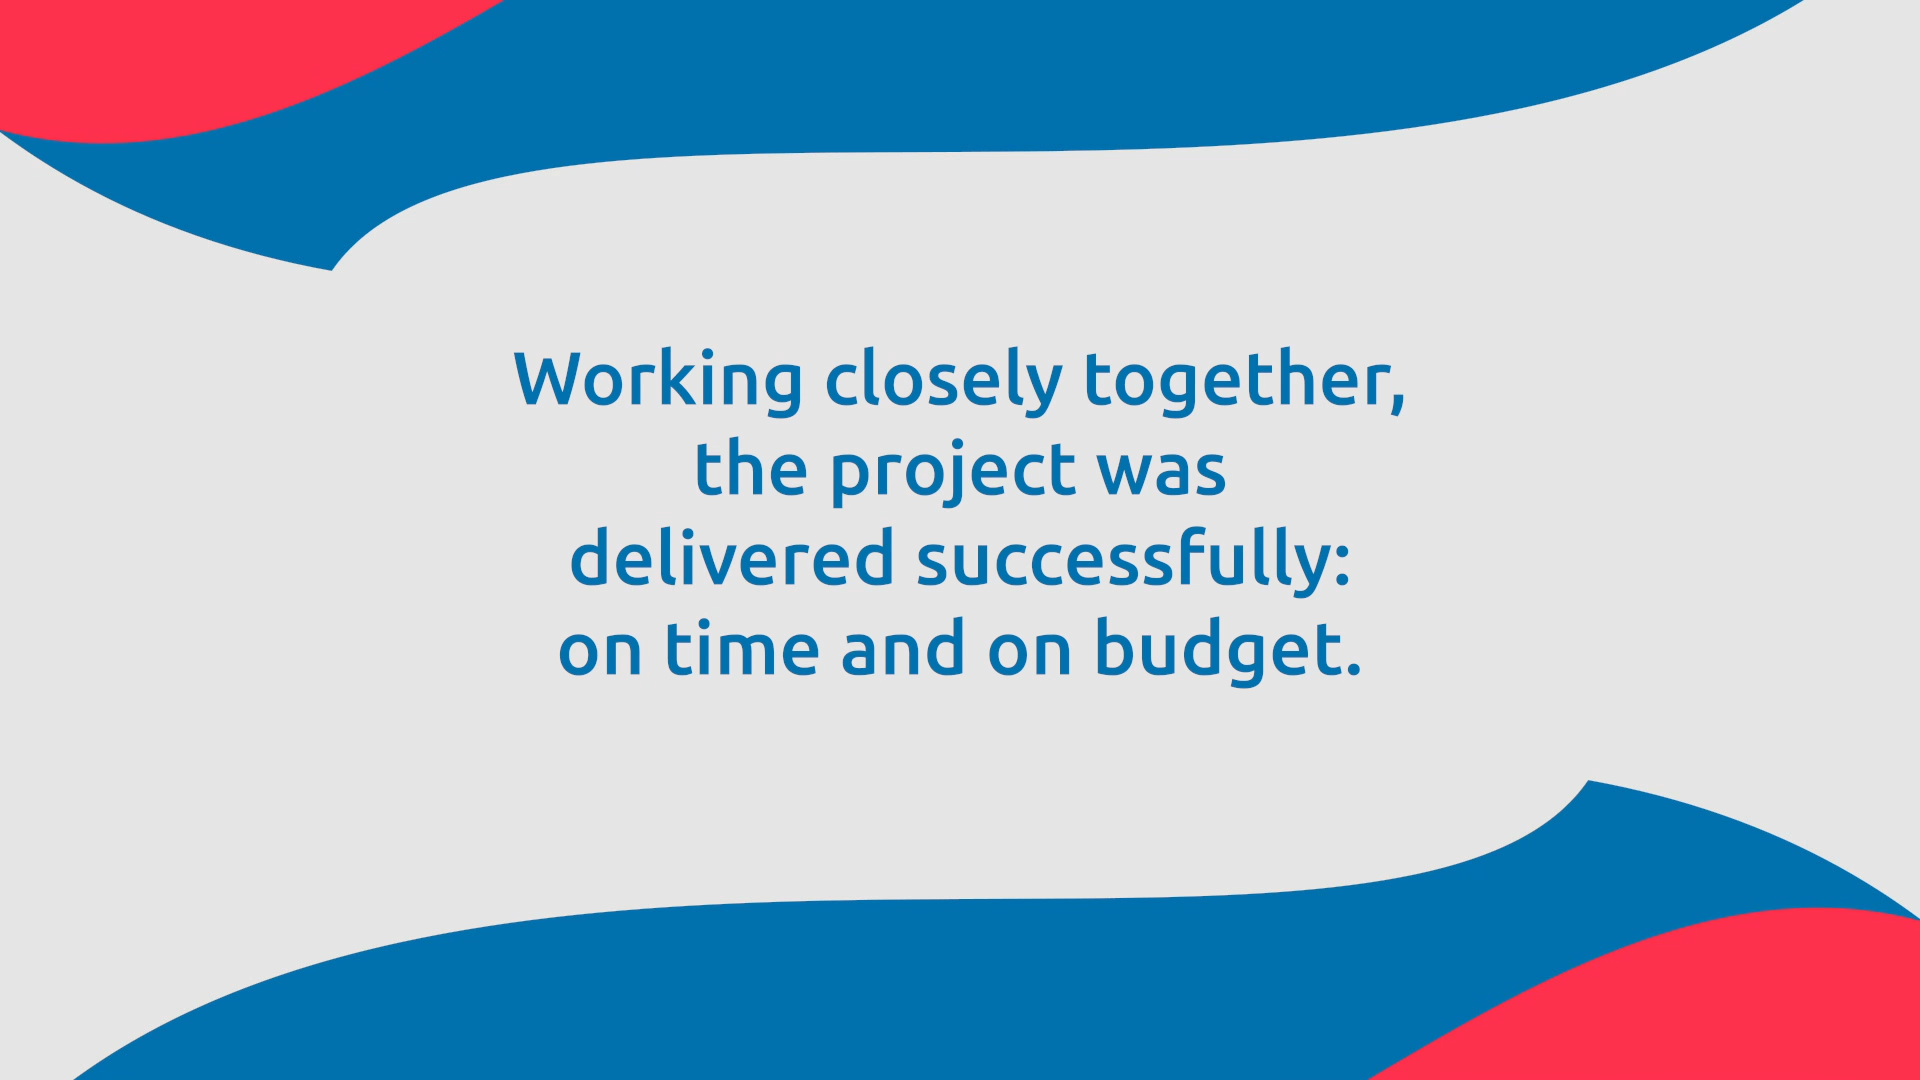 Working closely together,
the project was
delivered successfully:
on time and on budget.